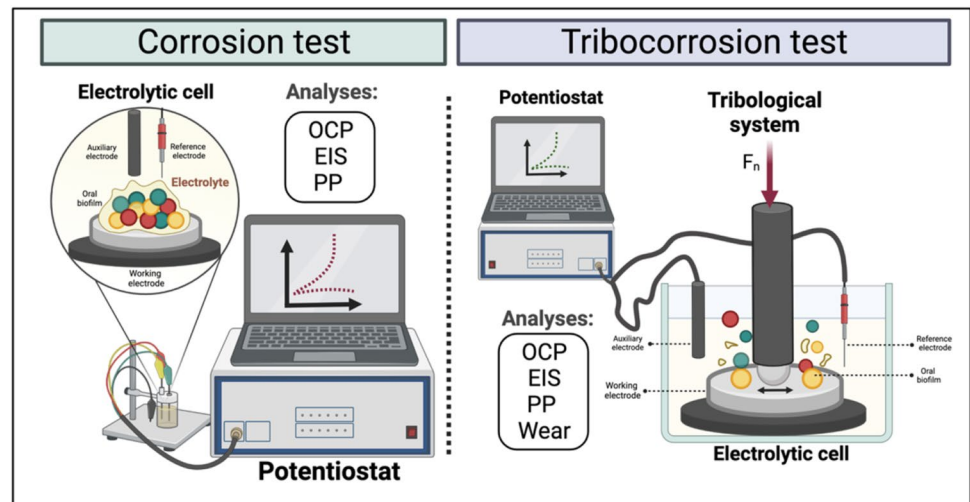 Corrosion test
Electrolytic cell
Auxiliary
electrode
Reference
electrode
Electrolyte
Oral
biofilm
Working
electrode
Analyses:
OCP
EIS
PP
Potentiostat
Tribocorrosion test
Potentiostat
Tribological
system
Fn
Analyses:
OCP
EIS
PP
Wear
Auxiliary
electrode
Working
electrode
Reference
electrode
Oral
biofilm
Electrolytic cell